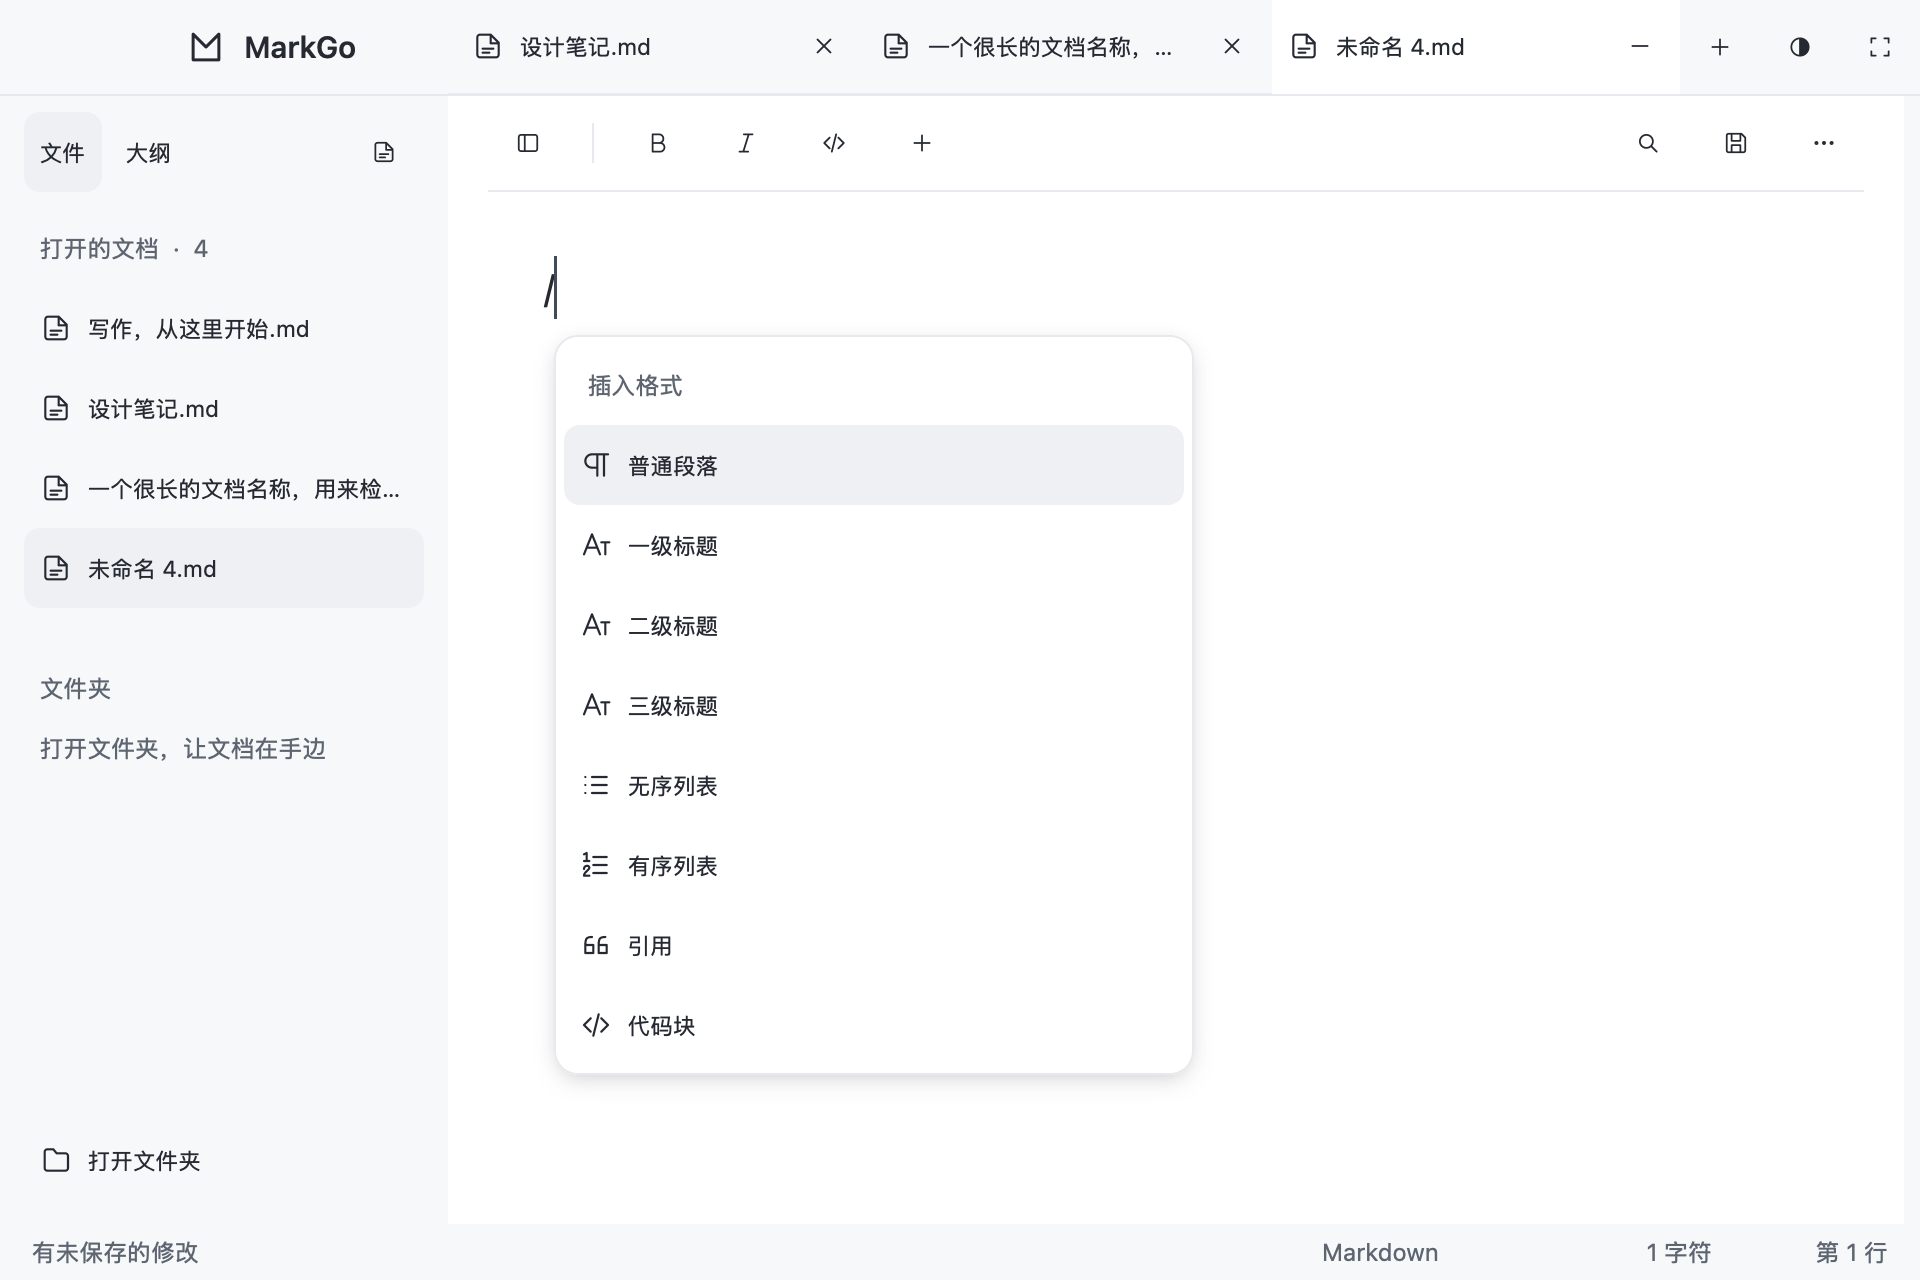 MarkGo
设计笔记.md
一个很长的文档名称，...
未命名 4.md
文件
大纲
打开的文档 · 4
写作，从这里开始.md
设计笔记.md
一个很长的文档名称，用来检...
未命名 4.md
文件夹
打开文件夹，让文档在手边
打开文件夹
有未保存的修改
/
插入格式
普通段落
一级标题
二级标题
三级标题
无序列表
有序列表
引用
代码块
Markdown
1 字符
第 1 行